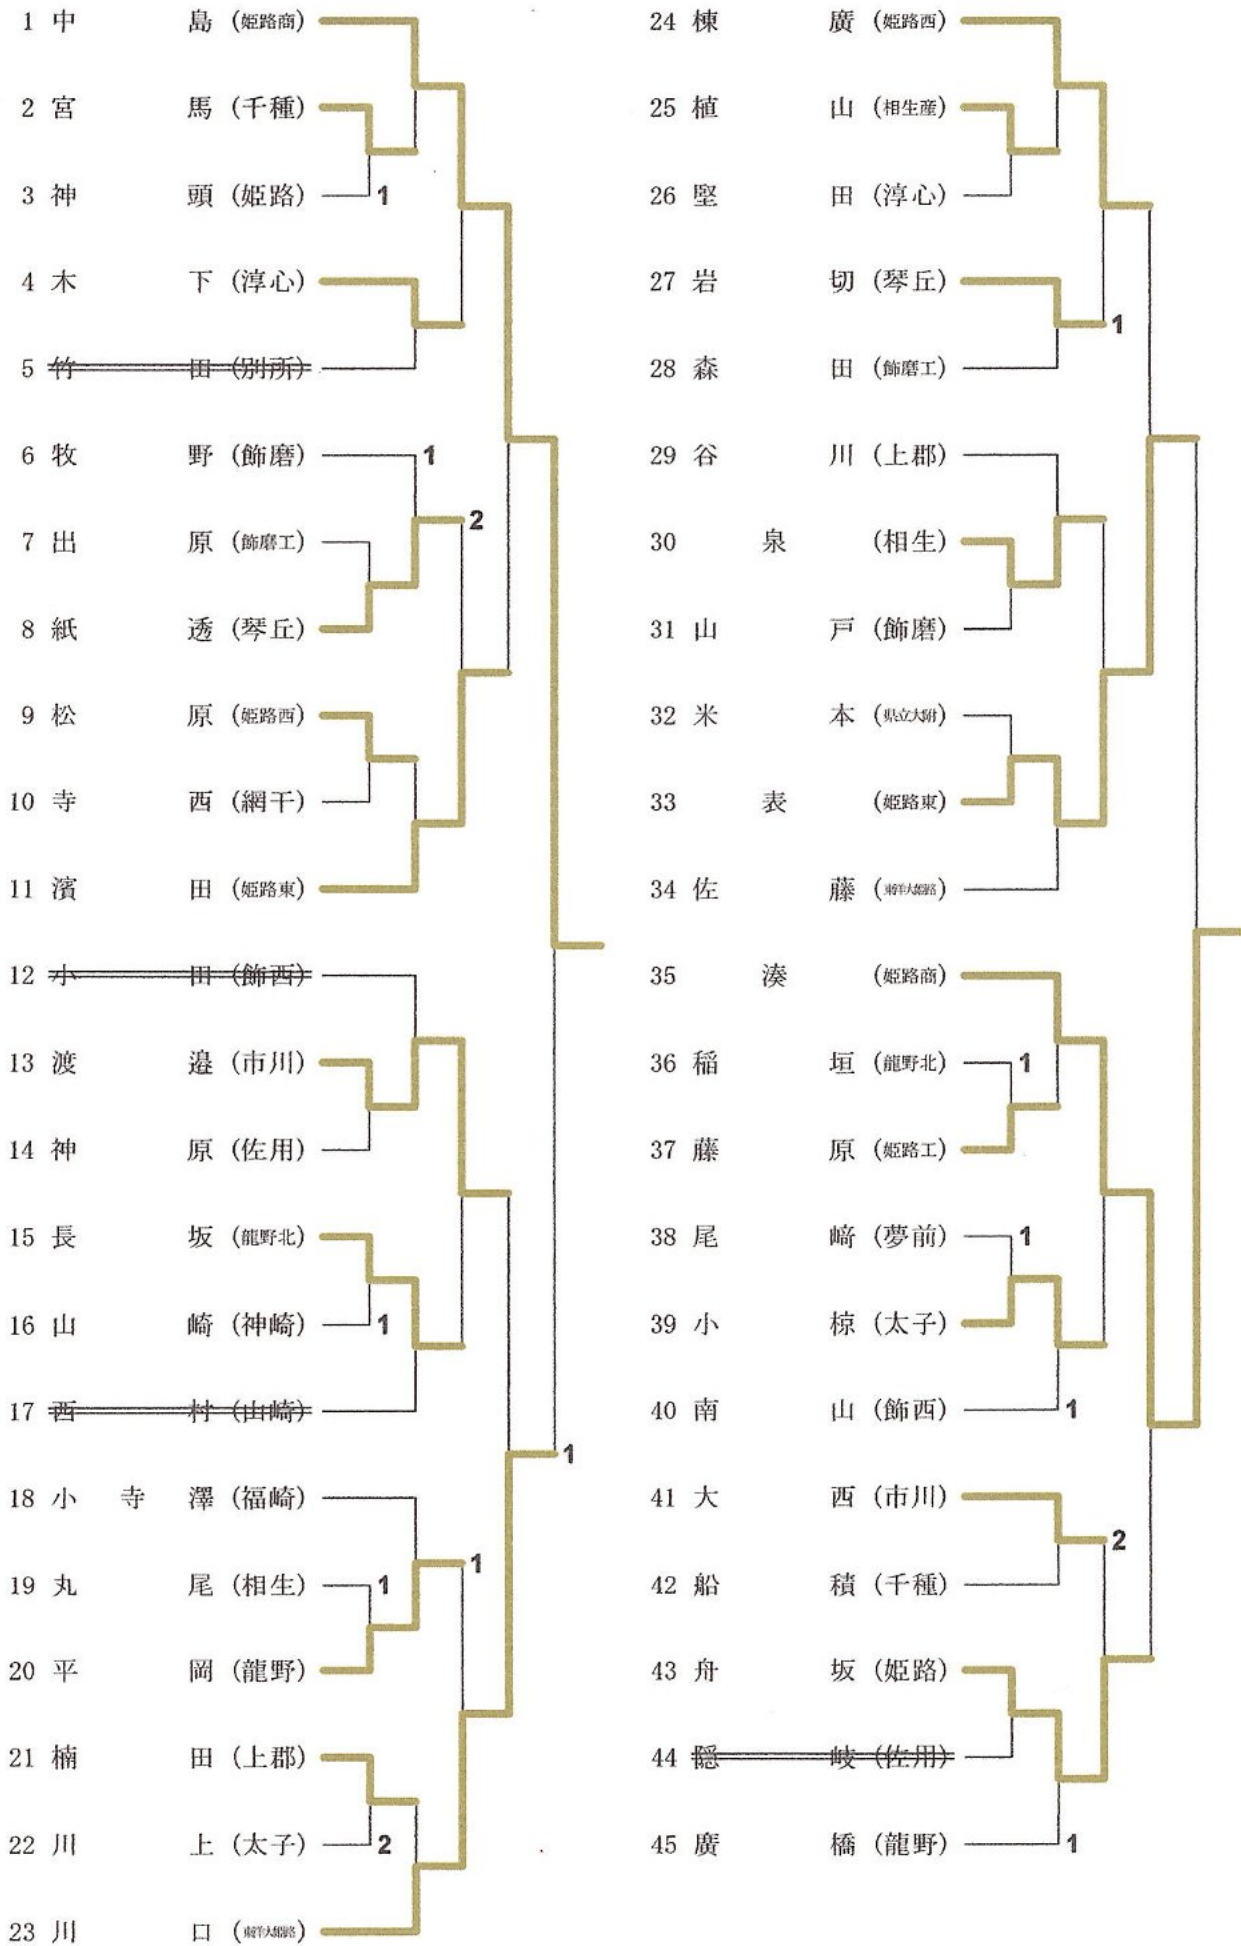 1 中島 (姫路商)
2 宮馬 (千種)
3 神頭 (姫路) 1
4 木下 (淳心)
5 竹田 (別所)
6 牧野 (飾磨) 1
2
7 出原 (飾磨工)
8 紙透 (琴丘)
9 松原 (姫路西)
10 寺西 (網干)
11 濱田 (姫路東)
12 小田 (飾西)
13 渡邉 (市川)
14 神原 (佐用)
15 長坂 (龍野北)
16 山崎 (神崎) 1
17 西村 (山崎)
1
18 小寺澤 (福崎)
1
19 丸尾 (相生) 1
20 平岡 (龍野)
21 楠田 (上郡)
22 川上 (太子) 2
23 川口 (東洋大姫路)
24 棟廣 (姫路西)
25 植山 (相生産)
26 堅田 (淳心)
27 岩切 (琴丘)
1
28 森田 (飾磨工)
29 谷川 (上郡)
30 泉 (相生)
31 山戸 (飾磨)
32 米本 (県立大附)
33 表 (姫路東)
34 佐藤 (東洋大姫路)
35 湊 (姫路商)
36 稲垣 (龍野北) 1
37 藤原 (姫路工)
38 尾﨑 (夢前) 1
39 小椋 (太子)
40 南山 (飾西) 1
41 大西 (市川)
2
42 船積 (千種)
43 舟坂 (姫路)
44 隠岐 (佐用)
45 廣橋 (龍野) 1